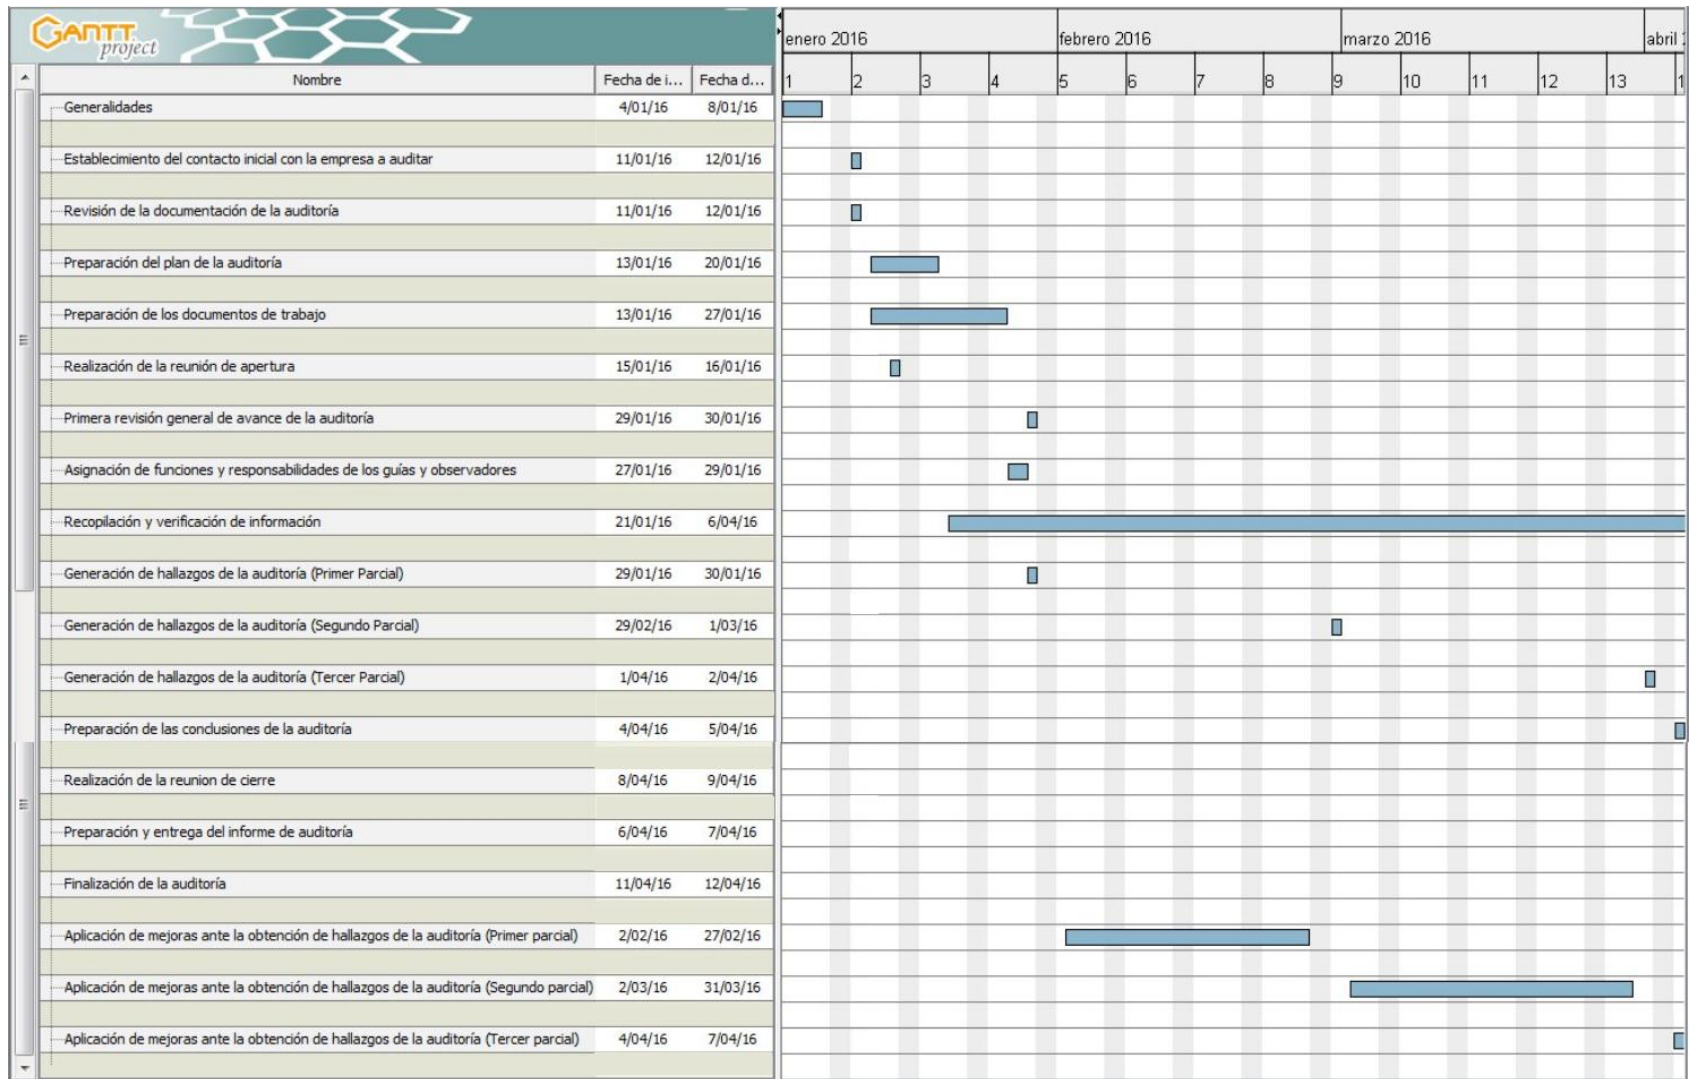 GANTT
project
enero 2016 febrero 2016 marzo 2016 abril
Nombre Fecha de i... Fecha d... 1 2 3 4 5 6 7 8 9 10 11 12 13 1
Generalidades 4/01/16 8/01/16
Establecimiento del contacto inicial con la empresa a auditar 11/01/16 12/01/16
Revisión de la documentación de la auditoría 11/01/16 12/01/16
Preparación del plan de la auditoría 13/01/16 20/01/16
Preparación de los documentos de trabajo 13/01/16 27/01/16
Realización de la reunión de apertura 15/01/16 16/01/16
Primera revisión general de avance de la auditoría 29/01/16 30/01/16
Asignación de funciones y responsabilidades de los guías y observadores 27/01/16 29/01/16
Recopilación y verificación de información 21/01/16 6/04/16
Generación de hallazgos de la auditoría (Primer Parcial) 29/01/16 30/01/16
Generación de hallazgos de la auditoría (Segundo Parcial) 29/02/16 1/03/16
Generación de hallazgos de la auditoría (Tercer Parcial) 1/04/16 2/04/16
Preparación de las conclusiones de la auditoría 4/04/16 5/04/16
Realización de la reunion de cierre 8/04/16 9/04/16
Preparación y entrega del informe de auditoría 6/04/16 7/04/16
Finalización de la auditoría 11/04/16 12/04/16
Aplicación de mejoras ante la obtención de hallazgos de la auditoría (Primer parcial) 2/02/16 27/02/16
Aplicación de mejoras ante la obtención de hallazgos de la auditoría (Segundo parcial) 2/03/16 31/03/16
Aplicación de mejoras ante la obtención de hallazgos de la auditoría (Tercer parcial) 4/04/16 7/04/16